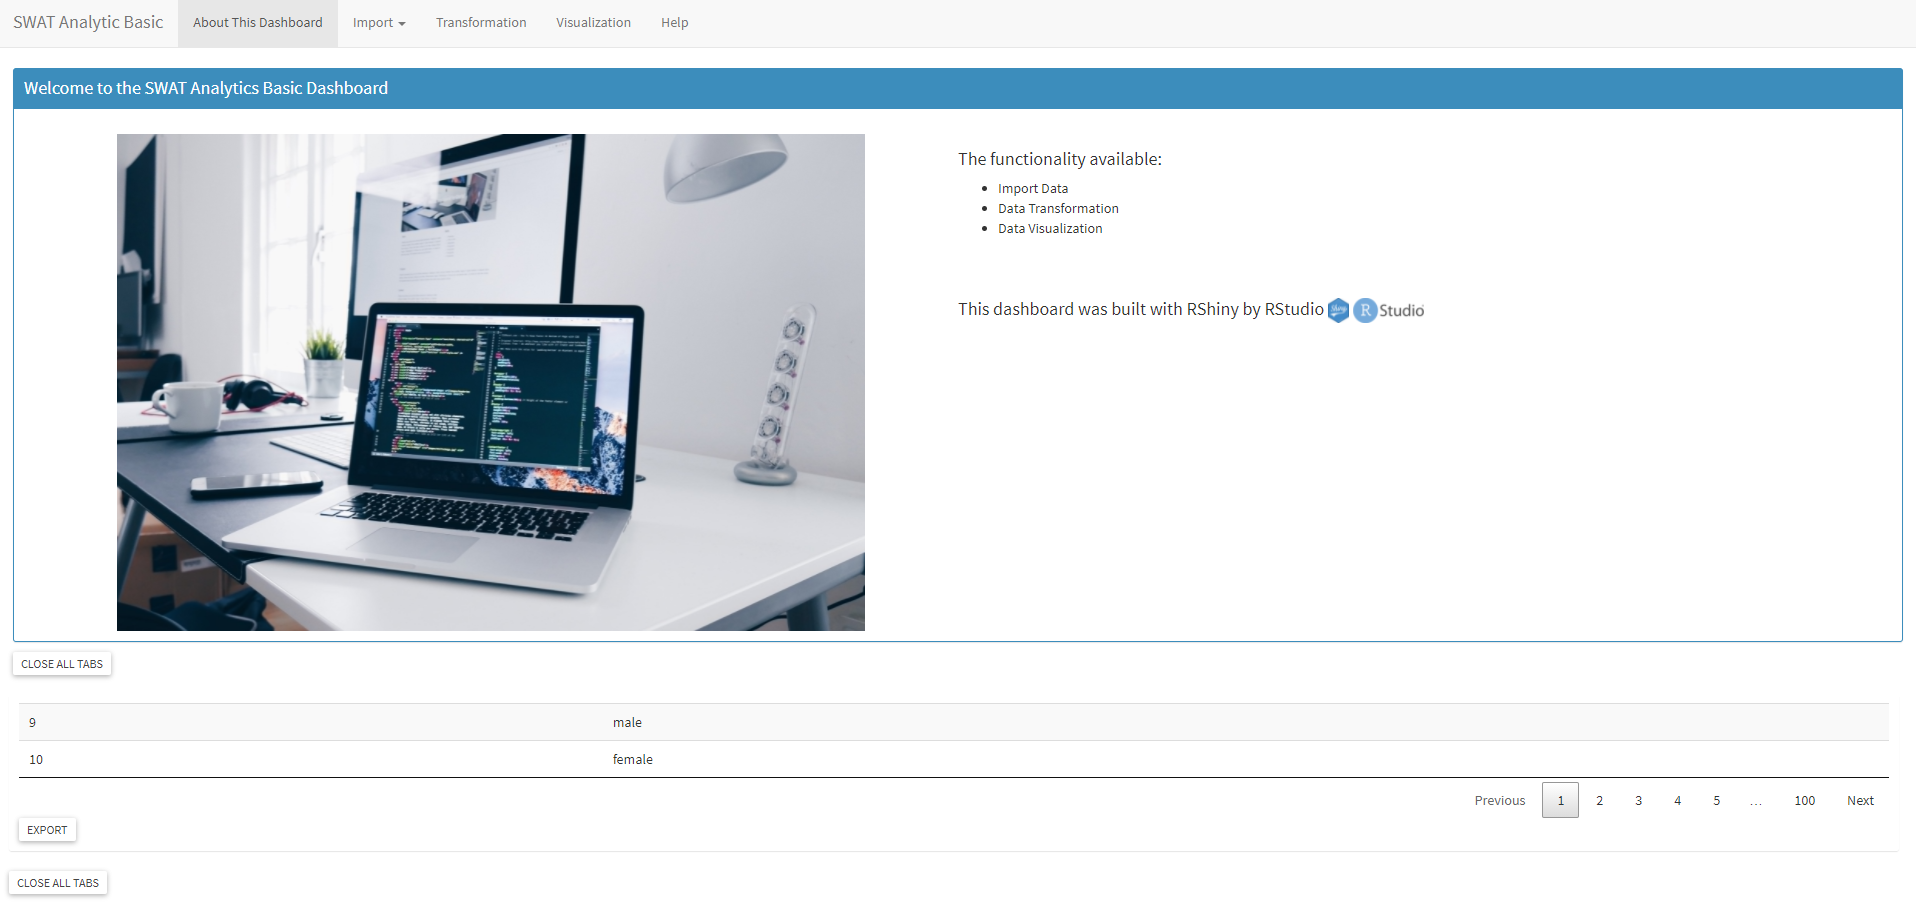 SWAT Analytic Basic About This Dashboard Import Transformation Visualization Help
Welcome to the SWAT Analytics Basic Dashboard
The functionality available:
Import Data
Data Transformation
Data Visualization
This dashboard was built with RShiny by RStudio Shiny R Studio
CLOSE ALL TABS
9 male
10 female
Previous 1 2 3 4 5 … 100 Next
EXPORT
CLOSE ALL TABS